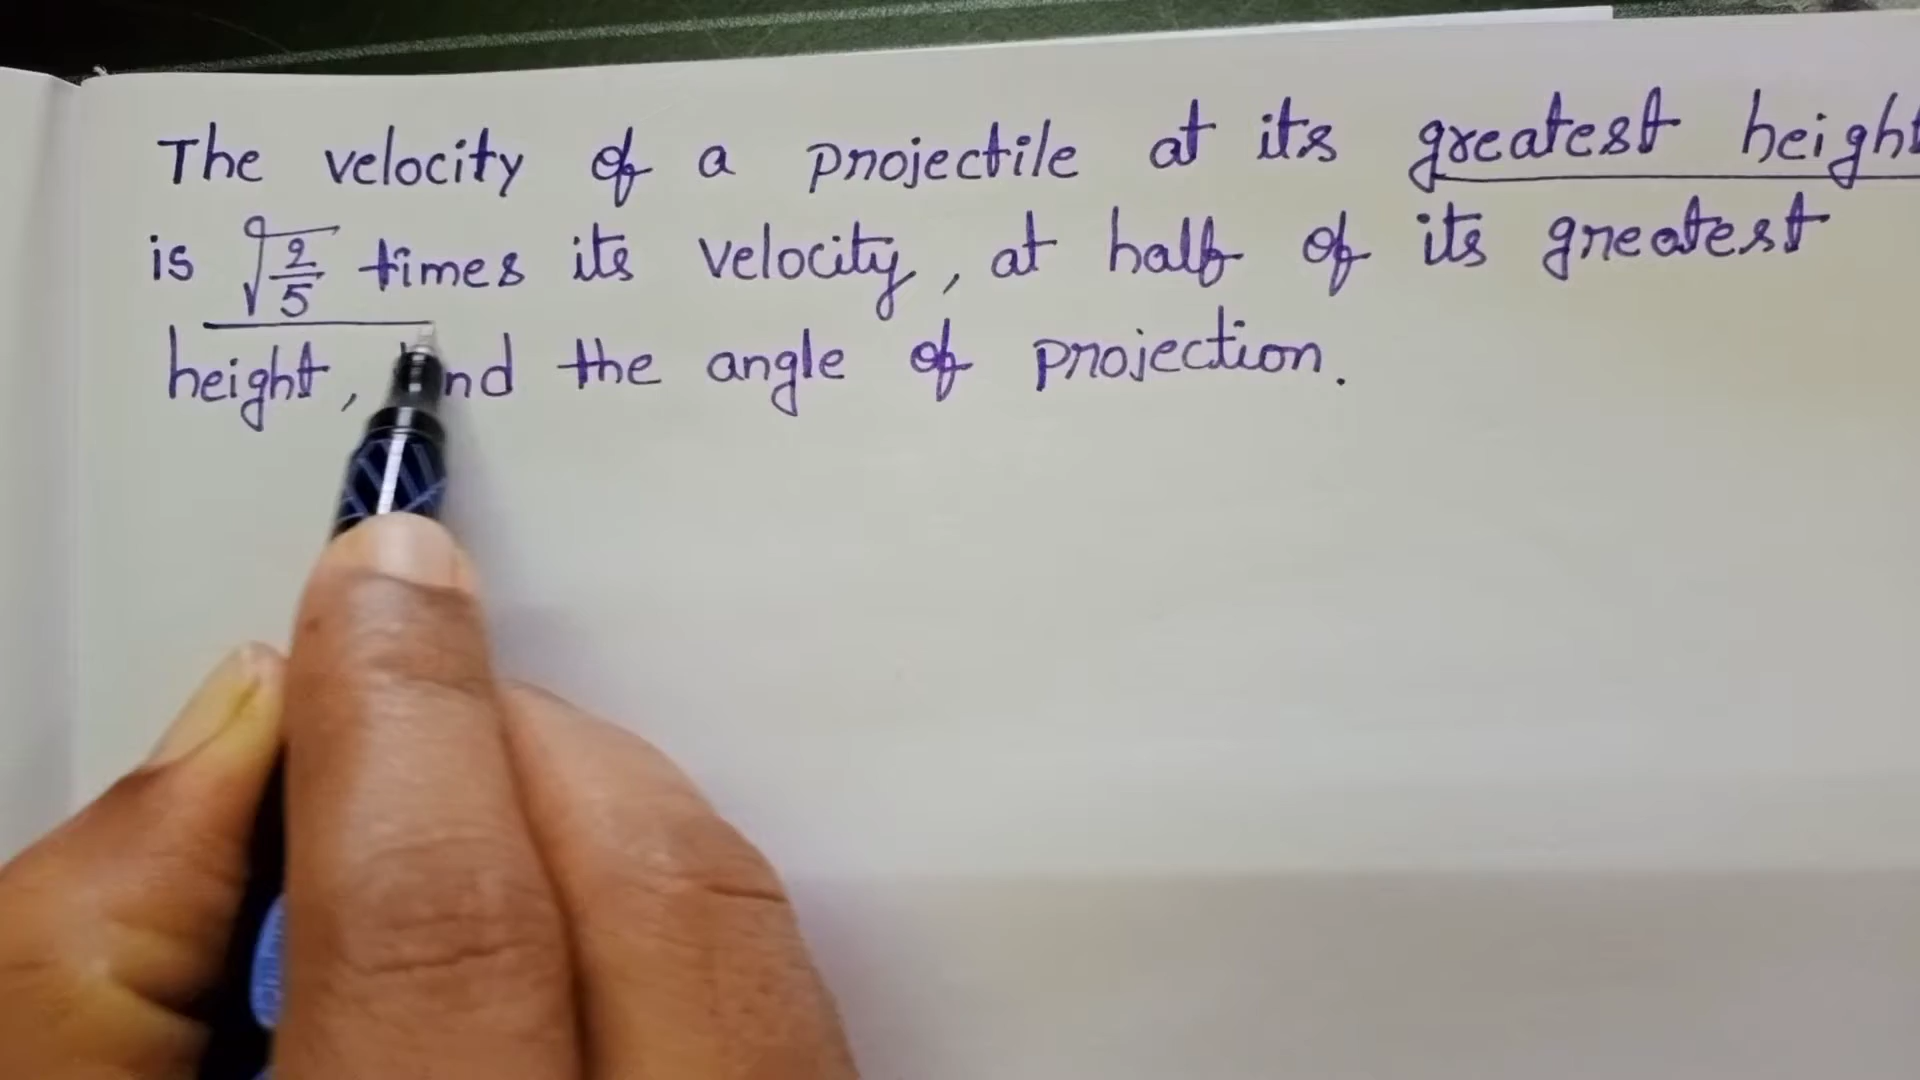 The velocity of a projectile at its greatest height
is √(2/5) times its velocity, at half of its greatest
height, the angle of projection.